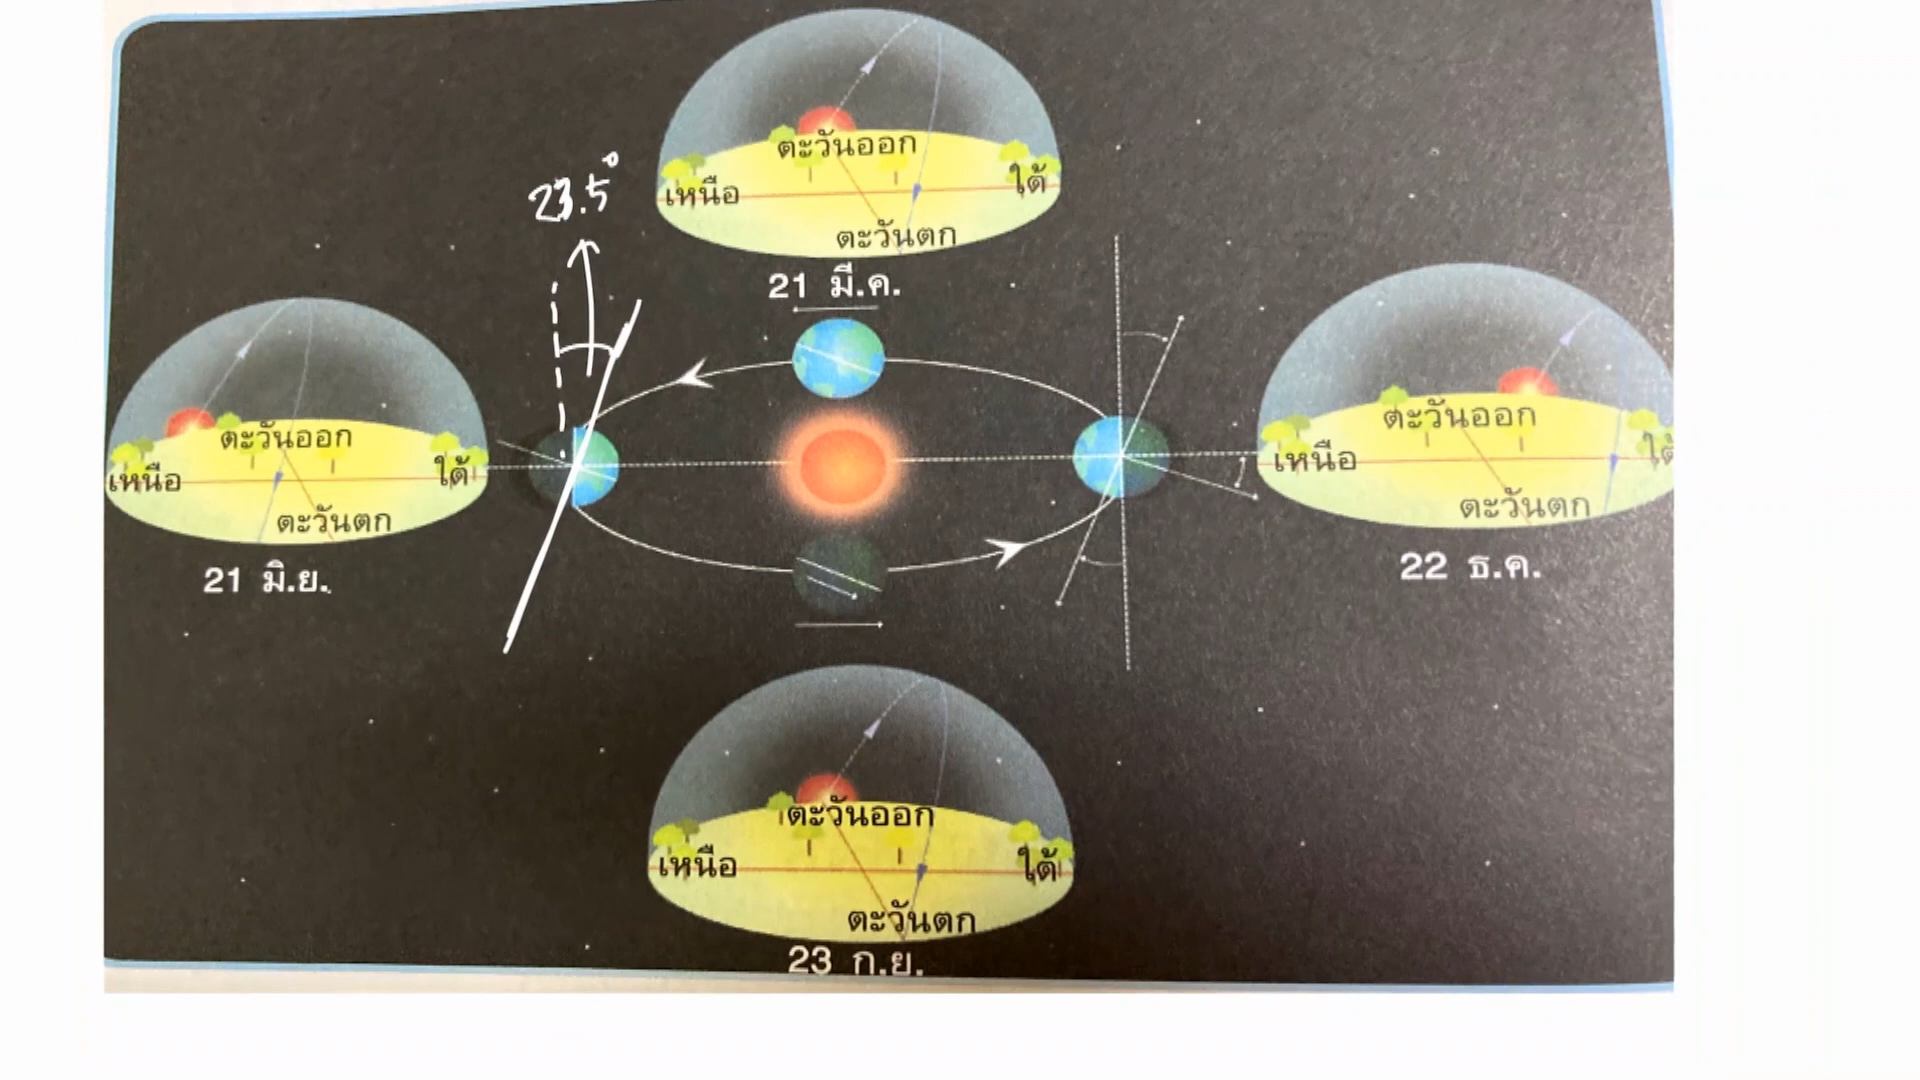 ตะวันออก
เหนือ
ใต้
ตะวันตก
21 มี.ค.
23.5°
ตะวันออก
เหนือ
ใต้
ตะวันตก
21 มิ.ย.
ตะวันออก
เหนือ
ใต้
ตะวันตก
22 ธ.ค.
ตะวันออก
เหนือ
ใต้
ตะวันตก
23 ก.ย.